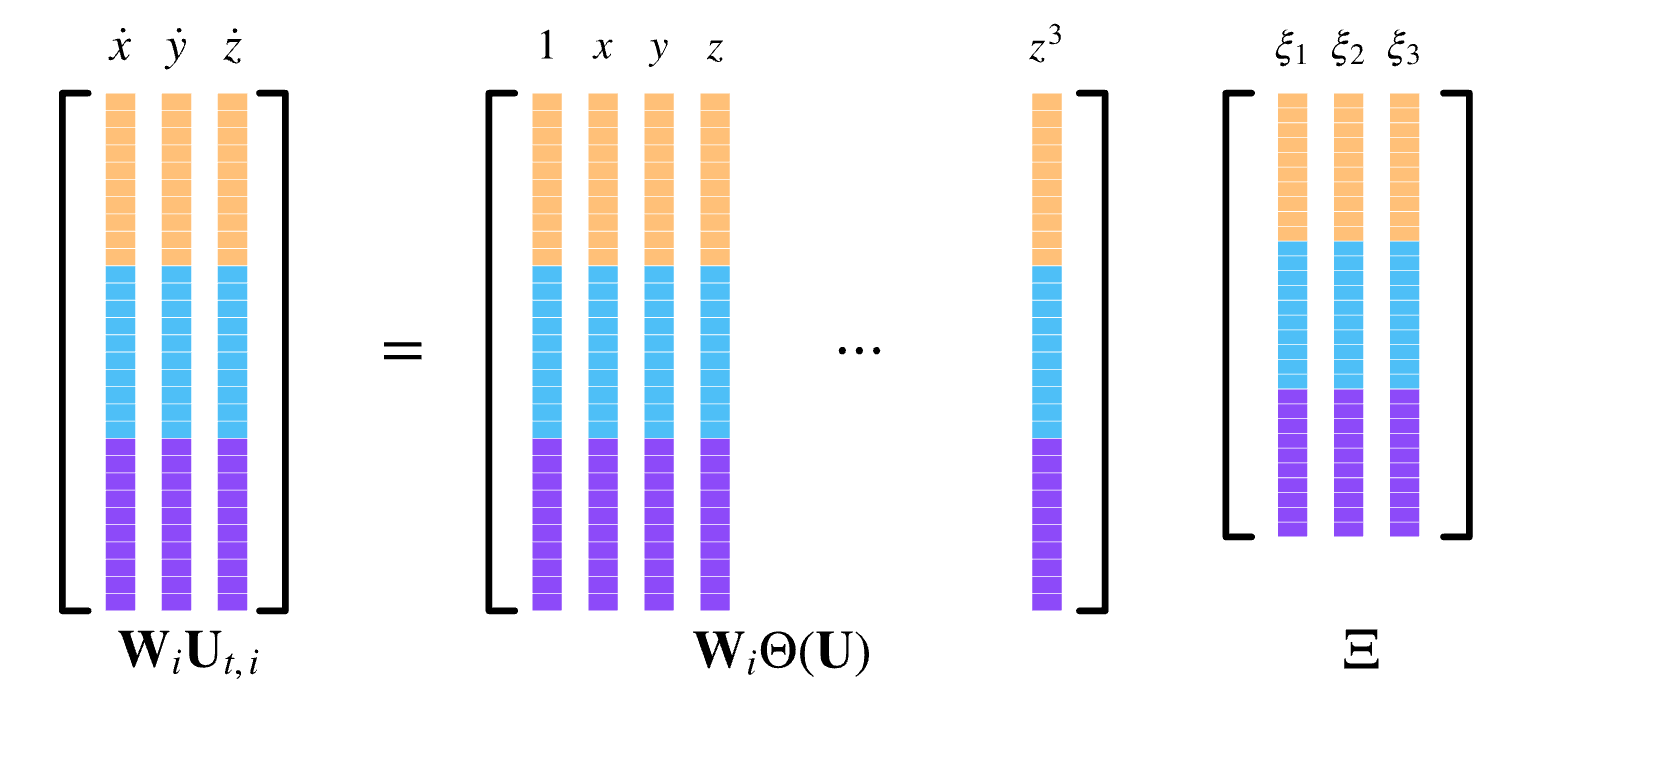 ẋ ẏ ż 1 x y z z³ ξ₁ ξ₂ ξ₃
= ...
𝐖ᵢ𝐔ₜ,ᵢ 𝐖ᵢΘ(𝐔) Ξ